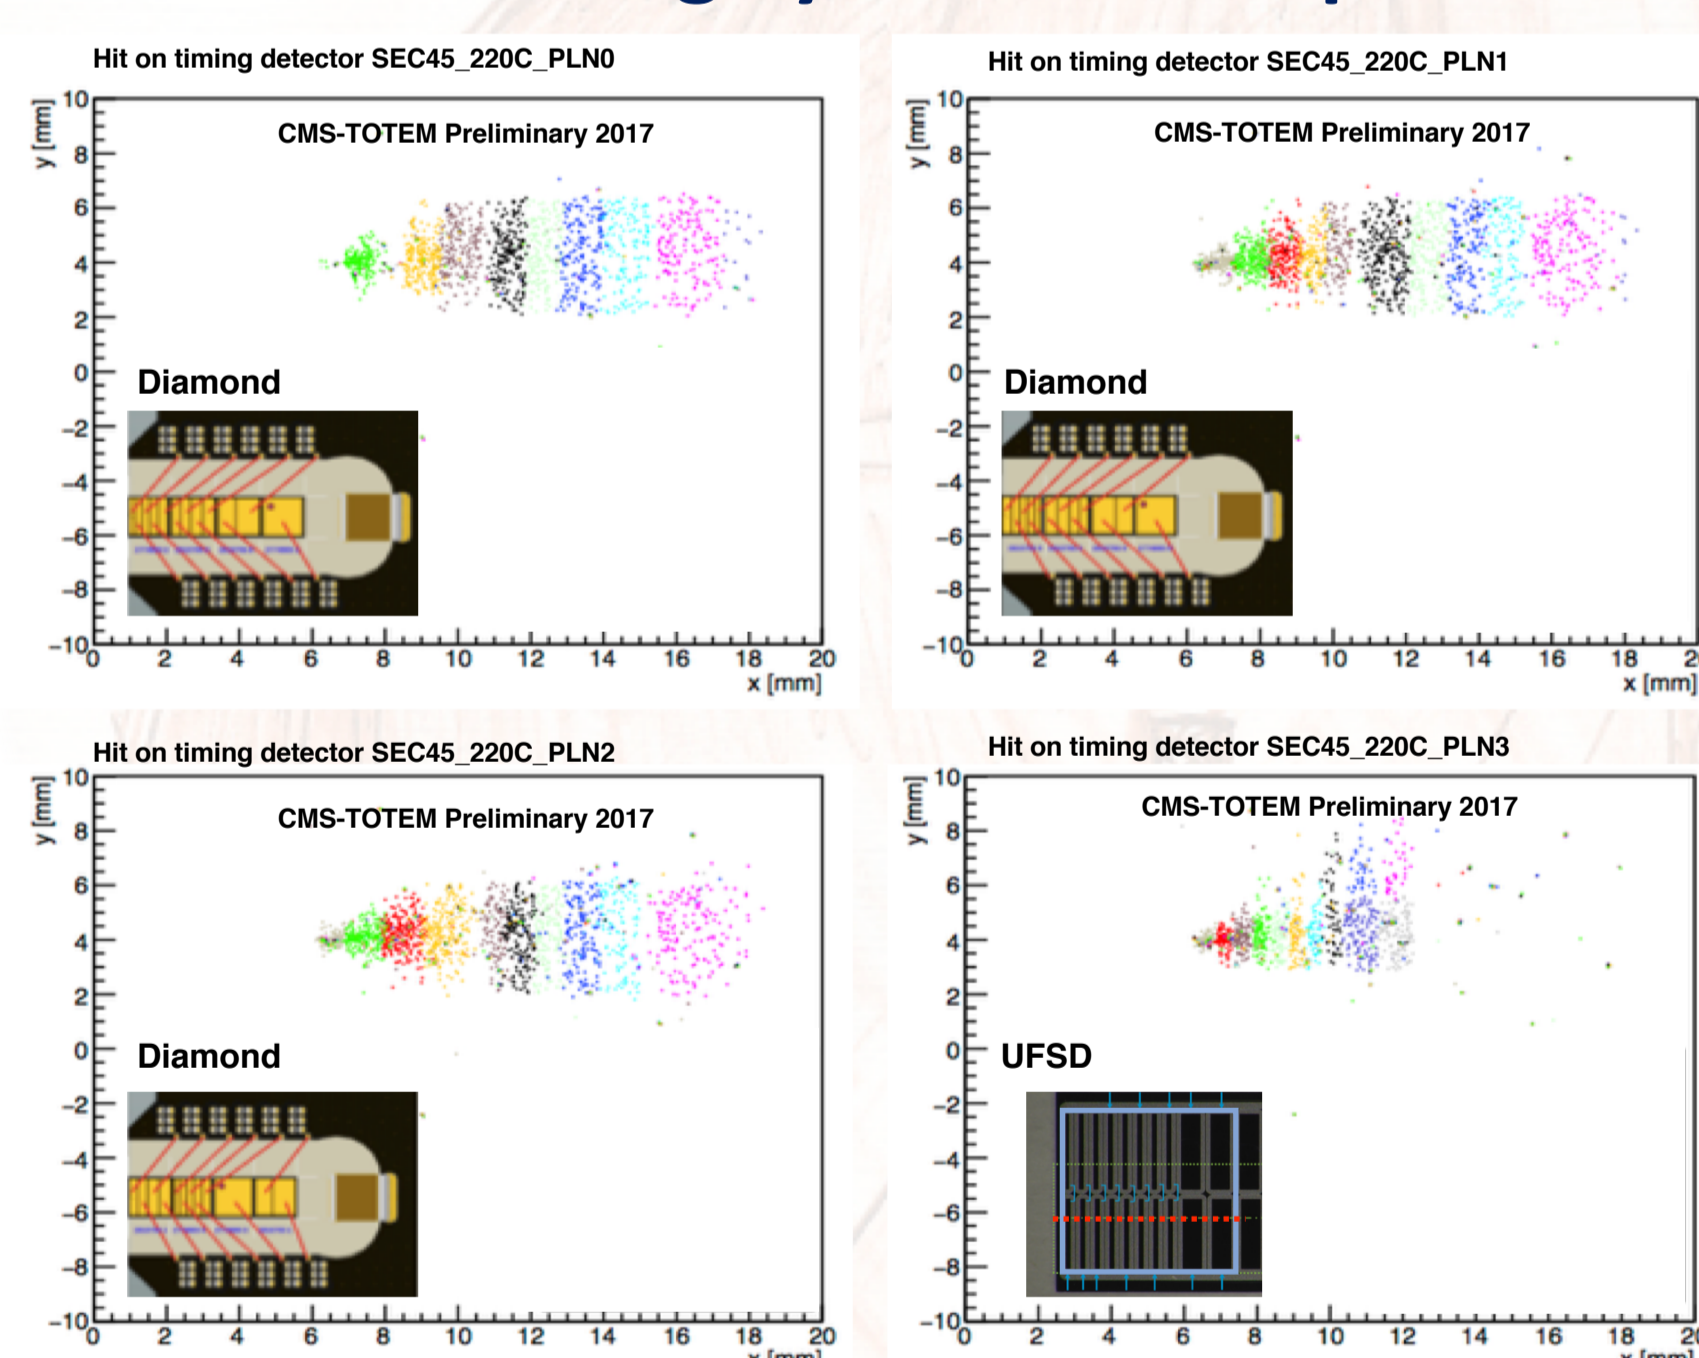 Hit on timing detector SEC45_220C_PLN0
CMS-TOTEM Preliminary 2017
y [mm]
10
8
6
4
2
0
−2
−4
−6
−8
−10
Diamond
0 2 4 6 8 10 12 14 16 18 20
x [mm]
Hit on timing detector SEC45_220C_PLN1
CMS-TOTEM Preliminary 2017
y [mm]
10
8
6
4
2
0
−2
−4
−6
−8
−10
Diamond
0 2 4 6 8 10 12 14 16 18
x [mm]
Hit on timing detector SEC45_220C_PLN2
CMS-TOTEM Preliminary 2017
y [mm]
10
8
6
4
2
0
−2
−4
−6
−8
−10
Diamond
0 2 4 6 8 10 12 14 16 18 20
x [mm]
Hit on timing detector SEC45_220C_PLN3
CMS-TOTEM Preliminary 2017
y [mm]
10
8
6
4
2
0
−2
−4
−6
−8
−10
UFSD
0 2 4 6 8 10 12 14 16 18
x [mm]